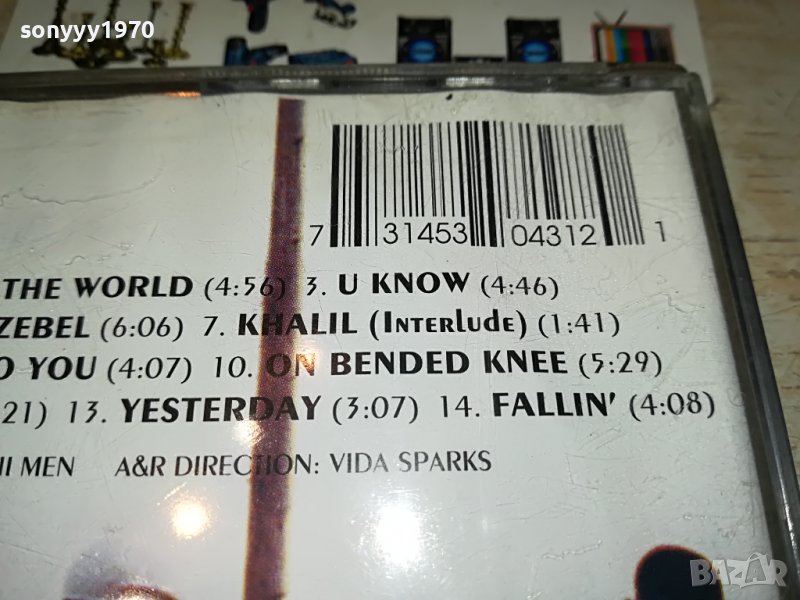 sonyyy1970
7 31453 04312 1
THE WORLD (4:56) 3. U KNOW (4:46)
ZEBEL (6:06) 7. KHALIL (INTERLUDE) (1:41)
O YOU (4:07) 10. ON BENDED KNEE (5:29)
21) 13. YESTERDAY (3:07) 14. FALLIN' (4:08)
II MEN A&R DIRECTION: VIDA SPARKS
BAZAR